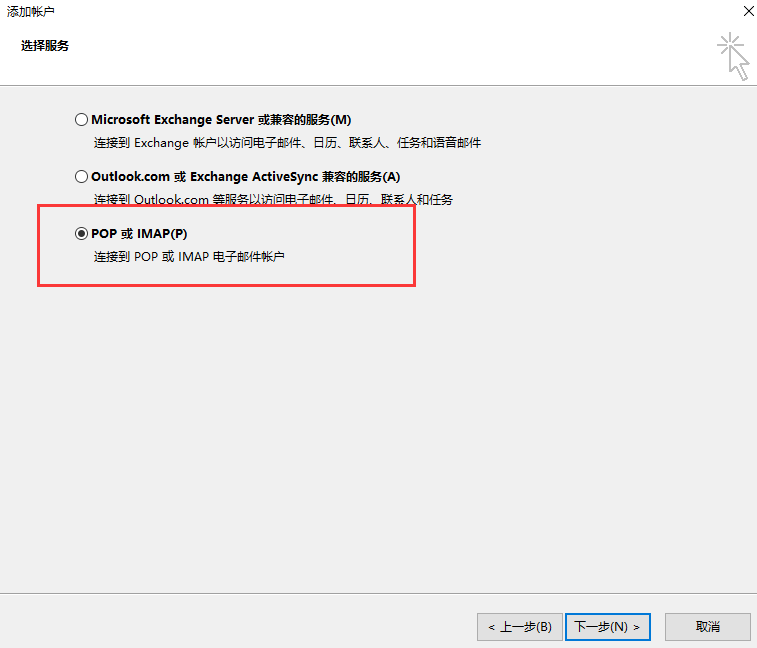 添加帐户
选择服务
Microsoft Exchange Server 或兼容的服务(M)
连接到 Exchange 帐户以访问电子邮件、日历、联系人、任务和语音邮件
Outlook.com 或 Exchange ActiveSync 兼容的服务(A)
连接到 Outlook.com 等服务以访问电子邮件、日历、联系人和任务
POP 或 IMAP(P)
连接到 POP 或 IMAP 电子邮件帐户
< 上一步(B) 下一步(N) > 取消